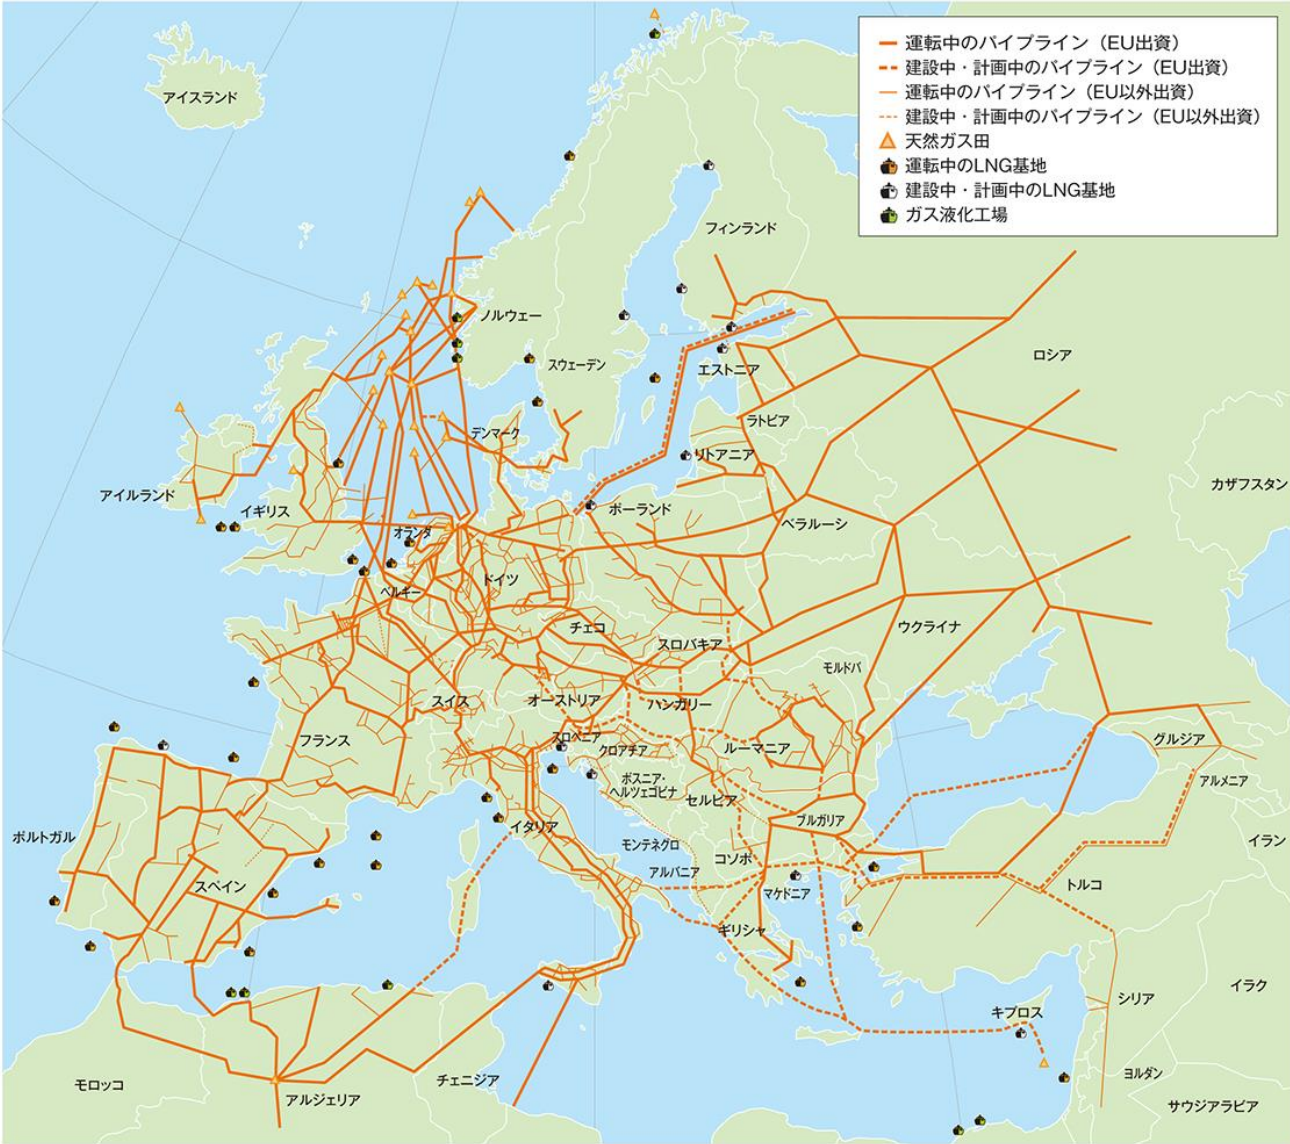 運転中のパイプライン（EU出資）
建設中・計画中のパイプライン（EU出資）
運転中のパイプライン（EU以外出資）
建設中・計画中のパイプライン（EU以外出資）
天然ガス田
運転中のLNG基地
建設中・計画中のLNG基地
ガス液化工場
アイスランド
フィンランド
ノルウェー
スウェーデン
ロシア
エストニア
ラトビア
デンマーク
リトアニア
カザフスタン
アイルランド
イギリス
ポーランド
ベラルーシ
オランダ
ドイツ
ベルギー
チェコ
ウクライナ
スロバキア
モルドバ
スイス
オーストリア
ハンガリー
フランス
スロベニア
クロアチア
ルーマニア
グルジア
ボスニア・
ヘルツェゴビナ
アルメニア
セルビア
ブルガリア
イタリア
ポルトガル
モンテネグロ
イラン
コソボ
アルバニア
スペイン
マケドニア
トルコ
ギリシャ
イラク
シリア
キプロス
ヨルダン
モロッコ
チェニジア
アルジェリア
サウジアラビア